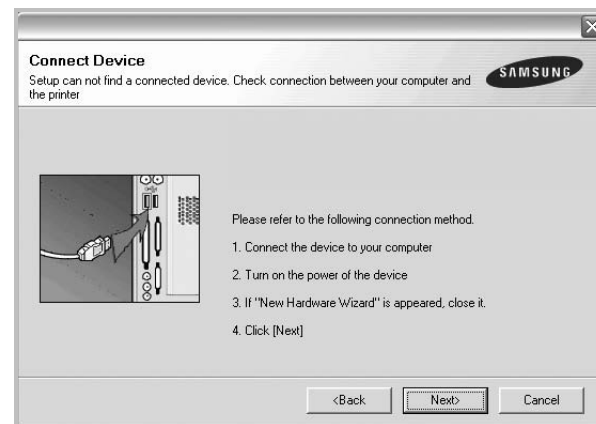 Connect Device
Setup can not find a connected device. Check connection between your computer and
the printer
SAMSUNG
Please refer to the following connection method.
1. Connect the device to your computer
2. Turn on the power of the device
3. If "New Hardware Wizard" is appeared, close it.
4. Click [Next]
<Back
Next>
Cancel